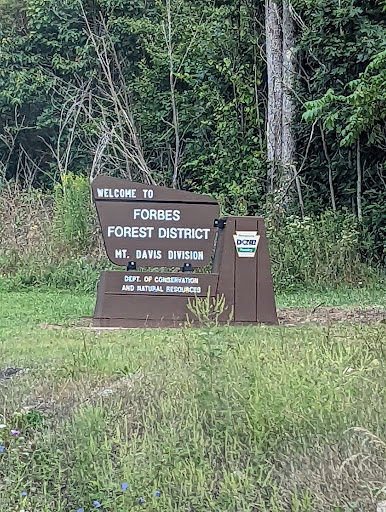 WELCOME TO
FORBES
FOREST DISTRICT
MT. DAVIS DIVISION
DEPT. OF CONSERVATION
AND NATURAL RESOURCES
DCNR